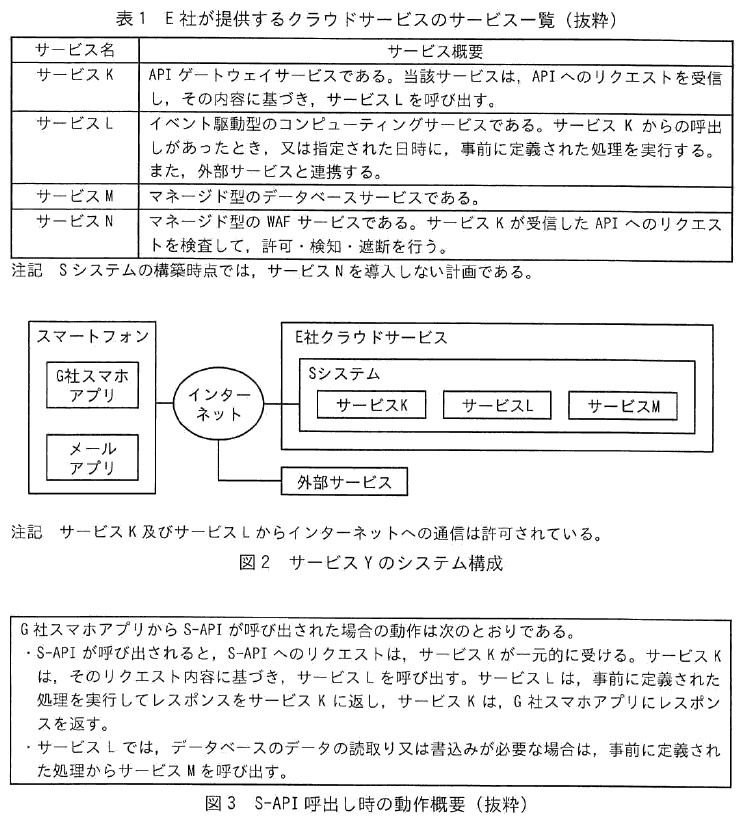 表1 E社が提供するクラウドサービスのサービス一覧（抜粋）
サービス名
サービス概要
サービスK
APIゲートウェイサービスである。当該サービスは，APIへのリクエストを受信
し，その内容に基づき，サービスLを呼び出す。
サービスL
イベント駆動型のコンピューティングサービスである。サービスKからの呼出
しがあったとき，又は指定された日時に，事前に定義された処理を実行する。
また，外部サービスと連携する。
サービスM
マネージド型のデータベースサービスである。
サービスN
マネージド型のWAFサービスである。サービスKが受信したAPIへのリクエス
トを検査して，許可・検知・遮断を行う。
注記 Sシステムの構築時点では，サービスNを導入しない計画である。
スマートフォン
G社スマホ
アプリ
メール
アプリ
インター
ネット
E社クラウドサービス
Sシステム
サービスK
サービスL
サービスM
外部サービス
注記 サービスK及びサービスLからインターネットへの通信は許可されている。
図2 サービスYのシステム構成
G社スマホアプリからS-APIが呼び出された場合の動作は次のとおりである。
・S-APIが呼び出されると，S-APIへのリクエストは，サービスKが一元的に受ける。サービスK
は，そのリクエスト内容に基づき，サービスLを呼び出す。サービスLは，事前に定義された
処理を実行してレスポンスをサービスKに返し，サービスKは，G社スマホアプリにレスポン
スを返す。
・サービスLでは，データベースのデータの読取り又は書込みが必要な場合は，事前に定義され
た処理からサービスMを呼び出す。
図3 S-API呼出し時の動作概要（抜粋）